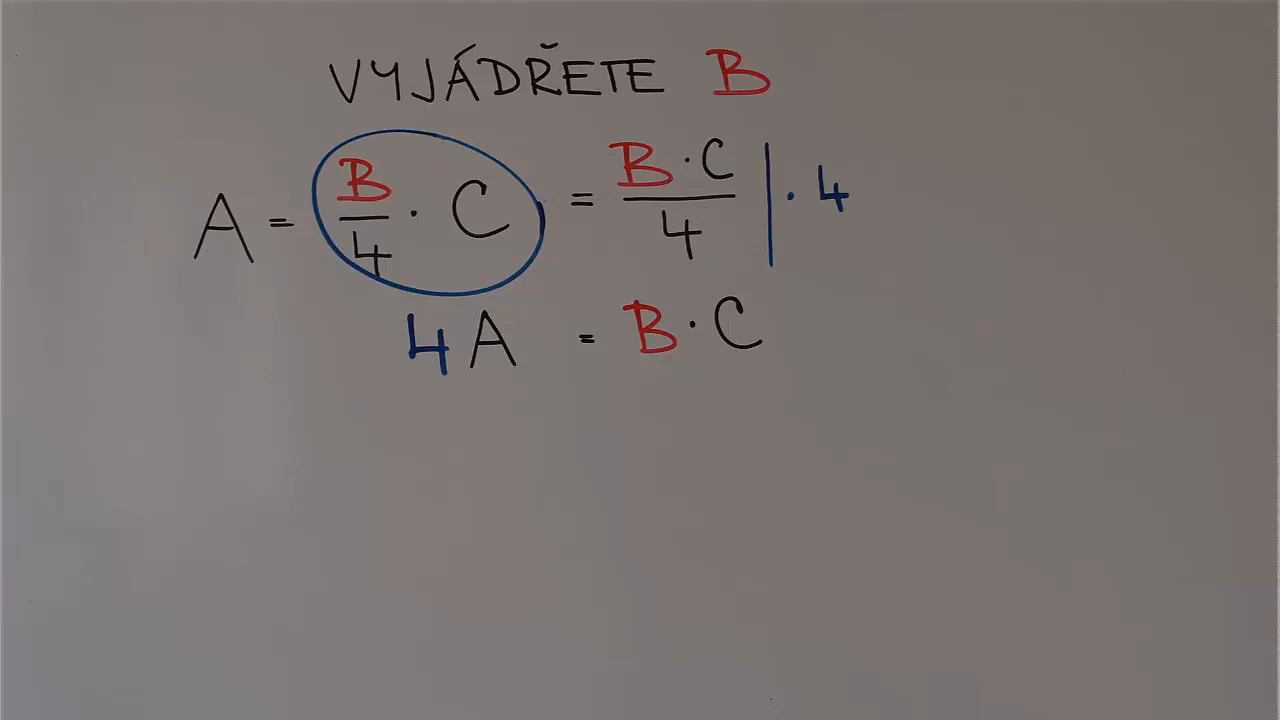 VYJÁDŘETE B
A = B/4 · C = B · C/4 | · 4
4A = B · C